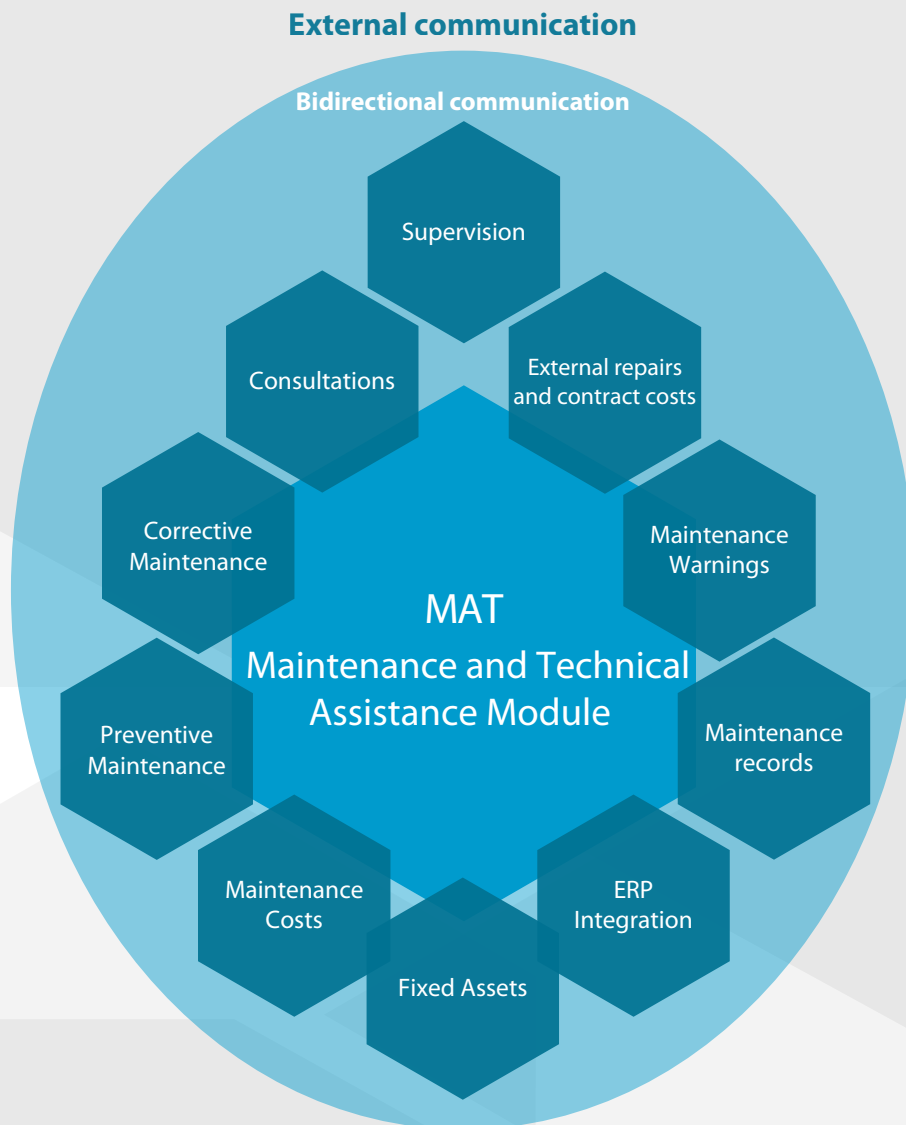 External communication
Bidirectional communication
Supervision
Consultations
External repairs
and contract costs
Corrective
Maintenance
Maintenance
Warnings
MAT
Maintenance and Technical
Assistance Module
Preventive
Maintenance
Maintenance
records
Maintenance
Costs
ERP
Integration
Fixed Assets